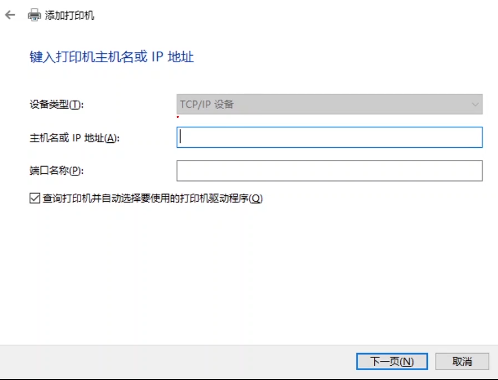 添加打印机
键入打印机主机名或 IP 地址
设备类型(T): TCP/IP 设备
主机名或 IP 地址(A):
端口名称(P):
查询打印机并自动选择要使用的打印机驱动程序(Q)
下一页(N) 取消